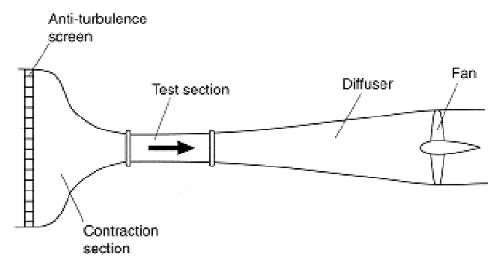 Anti-turbulence
screen
Test section
Diffuser
Fan
Contraction
section